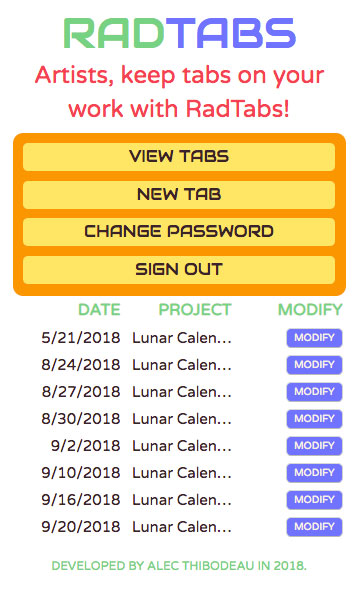 RADTABS
Artists, keep tabs on your
work with RadTabs!
VIEW TABS
NEW TAB
CHANGE PASSWORD
SIGN OUT
DATE PROJECT MODIFY
5/21/2018 Lunar Calen... MODIFY
8/24/2018 Lunar Calen... MODIFY
8/27/2018 Lunar Calen... MODIFY
8/30/2018 Lunar Calen... MODIFY
9/2/2018 Lunar Calen... MODIFY
9/10/2018 Lunar Calen... MODIFY
9/16/2018 Lunar Calen... MODIFY
9/20/2018 Lunar Calen... MODIFY
DEVELOPED BY ALEC THIBODEAU IN 2018.